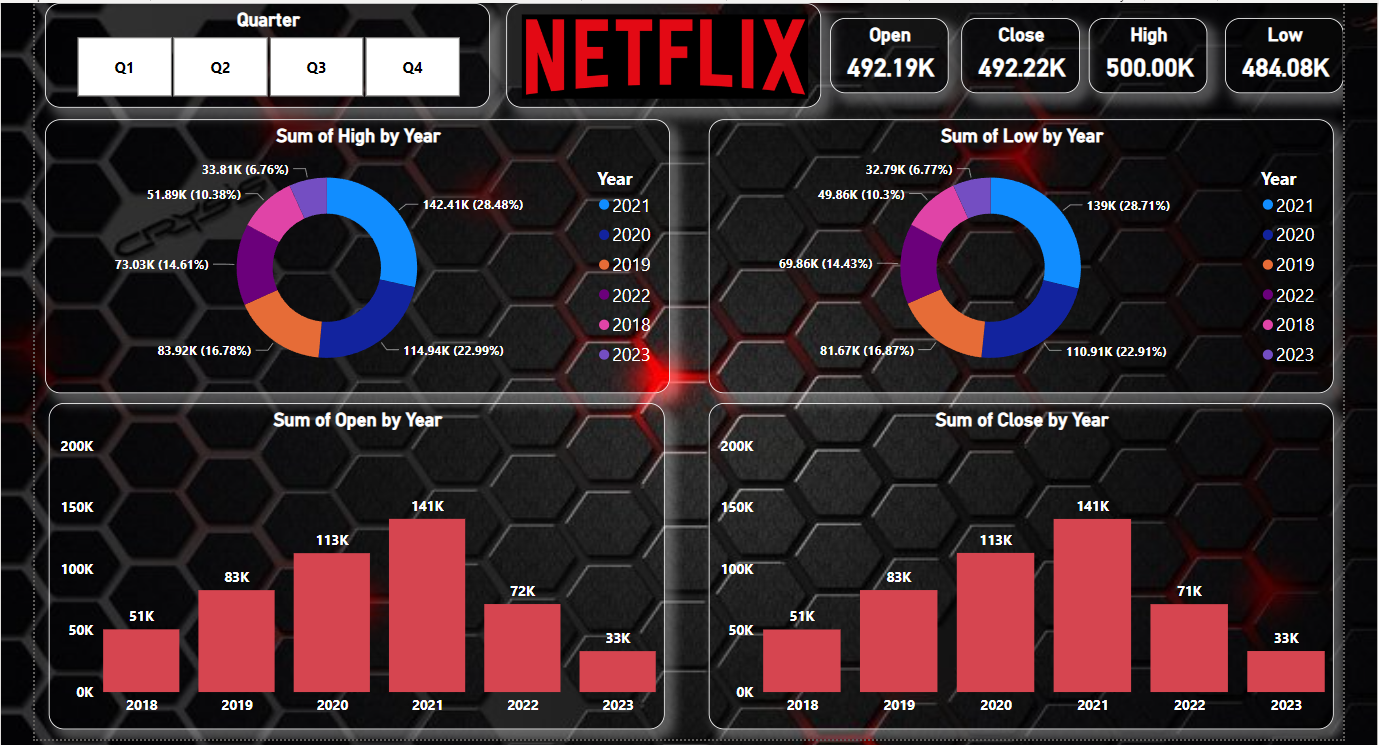 Quarter
Q1
Q2
Q3
Q4
NETFLIX
Open
492.19K
Close
492.22K
High
500.00K
Low
484.08K
Sum of High by Year
33.81K (6.76%)
51.89K (10.38%)
142.41K (28.48%)
73.03K (14.61%)
83.92K (16.78%)
114.94K (22.99%)
Year
2021
2020
2019
2022
2018
2023
Sum of Low by Year
32.79K (6.77%)
49.86K (10.3%)
139K (28.71%)
69.86K (14.43%)
81.67K (16.87%)
110.91K (22.91%)
Year
2021
2020
2019
2022
2018
2023
Sum of Open by Year
200K
150K
100K
50K
0K
51K
83K
113K
141K
72K
33K
2018
2019
2020
2021
2022
2023
Sum of Close by Year
200K
150K
100K
50K
0K
51K
83K
113K
141K
71K
33K
2018
2019
2020
2021
2022
2023